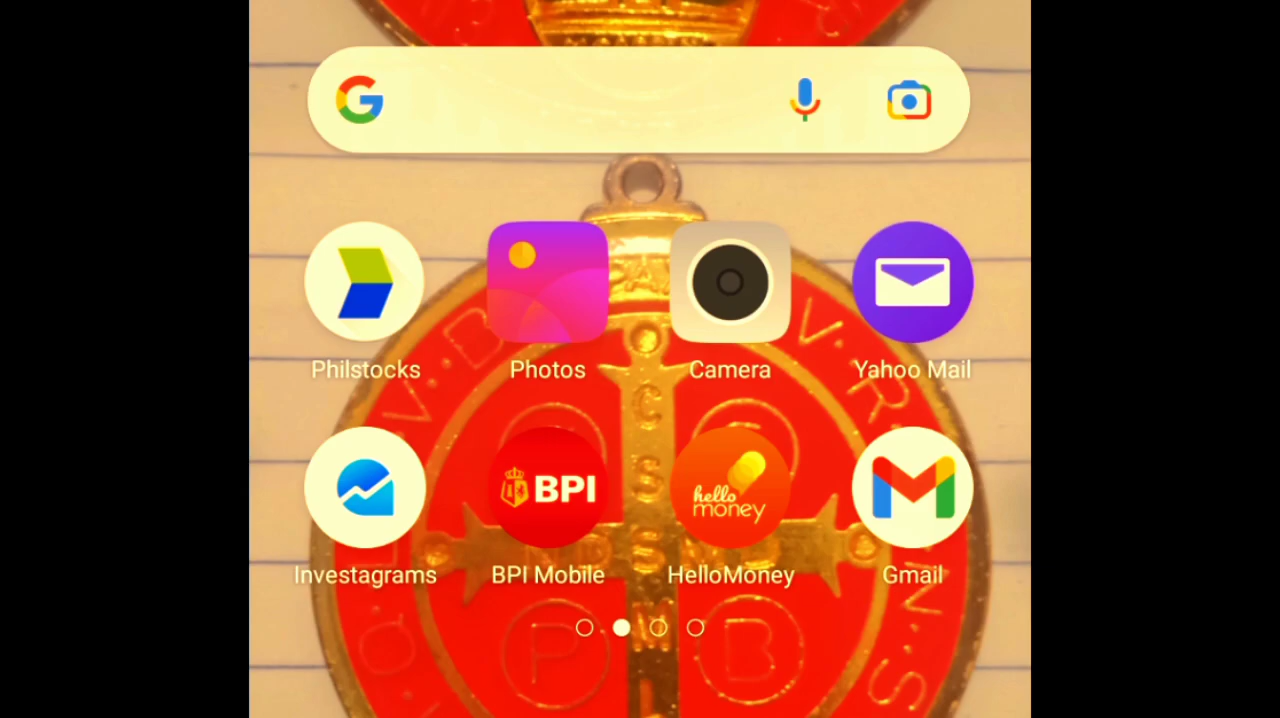 Philstocks Photos Camera Yahoo Mail
BPI
hello
money
Investagrams BPI Mobile HelloMoney Gmail
C
S
S
M
N D S M D
P
B
V R
N S